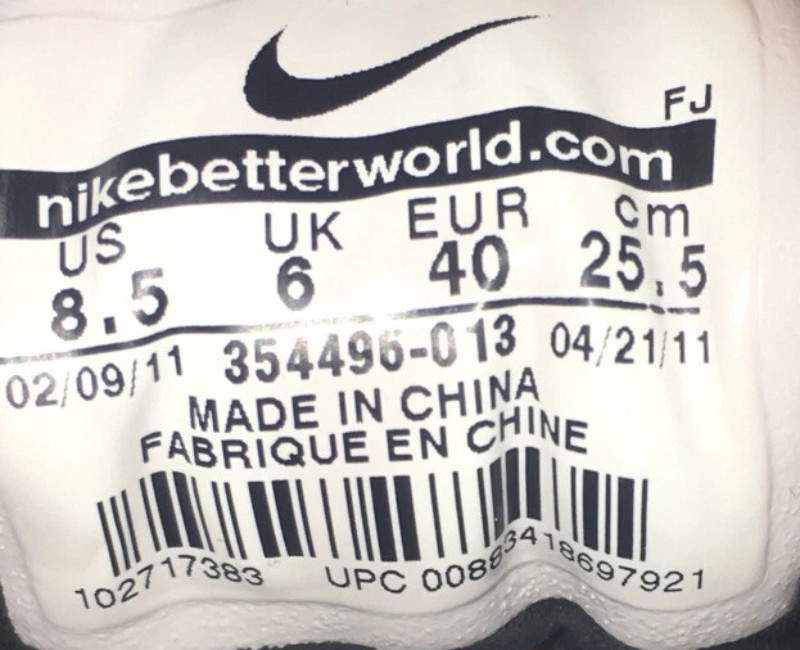 FJ
nikebetterworld.com
US UK EUR cm
8.5 6 40 25.5
02/09/11 354496-013 04/21/11
MADE IN CHINA
FABRIQUE EN CHINE
102717383 UPC 00883418697921